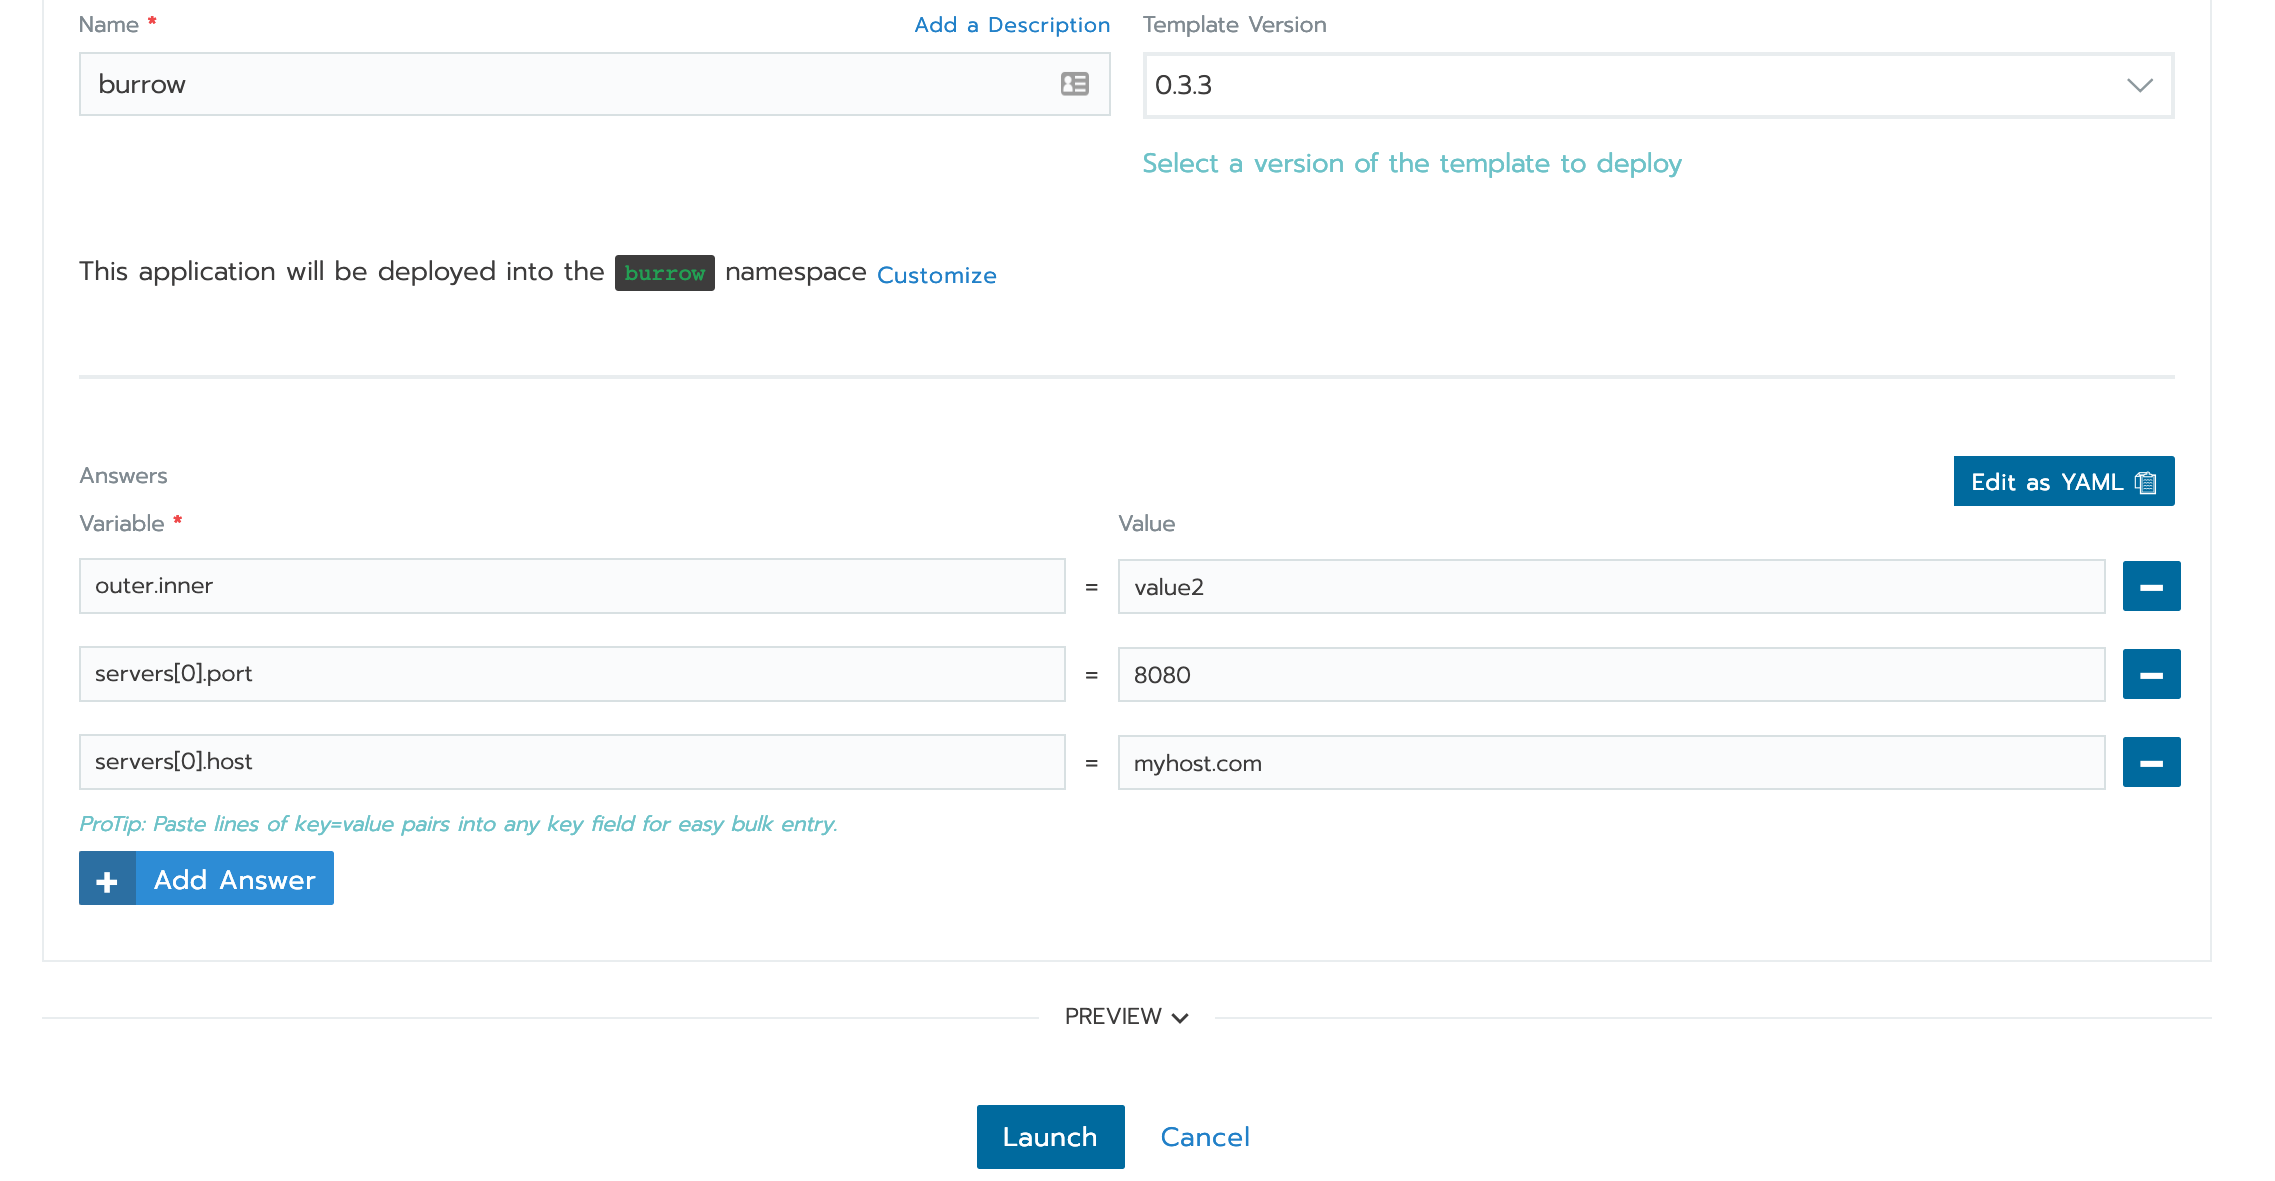 Name * Add a Description Template Version
burrow 0.3.3
Select a version of the template to deploy
This application will be deployed into the burrow namespace Customize
Answers Edit as YAML
Variable * Value
outer.inner = value2
servers[0].port = 8080
servers[0].host = myhost.com
ProTip: Paste lines of key=value pairs into any key field for easy bulk entry.
+ Add Answer
PREVIEW
Launch Cancel